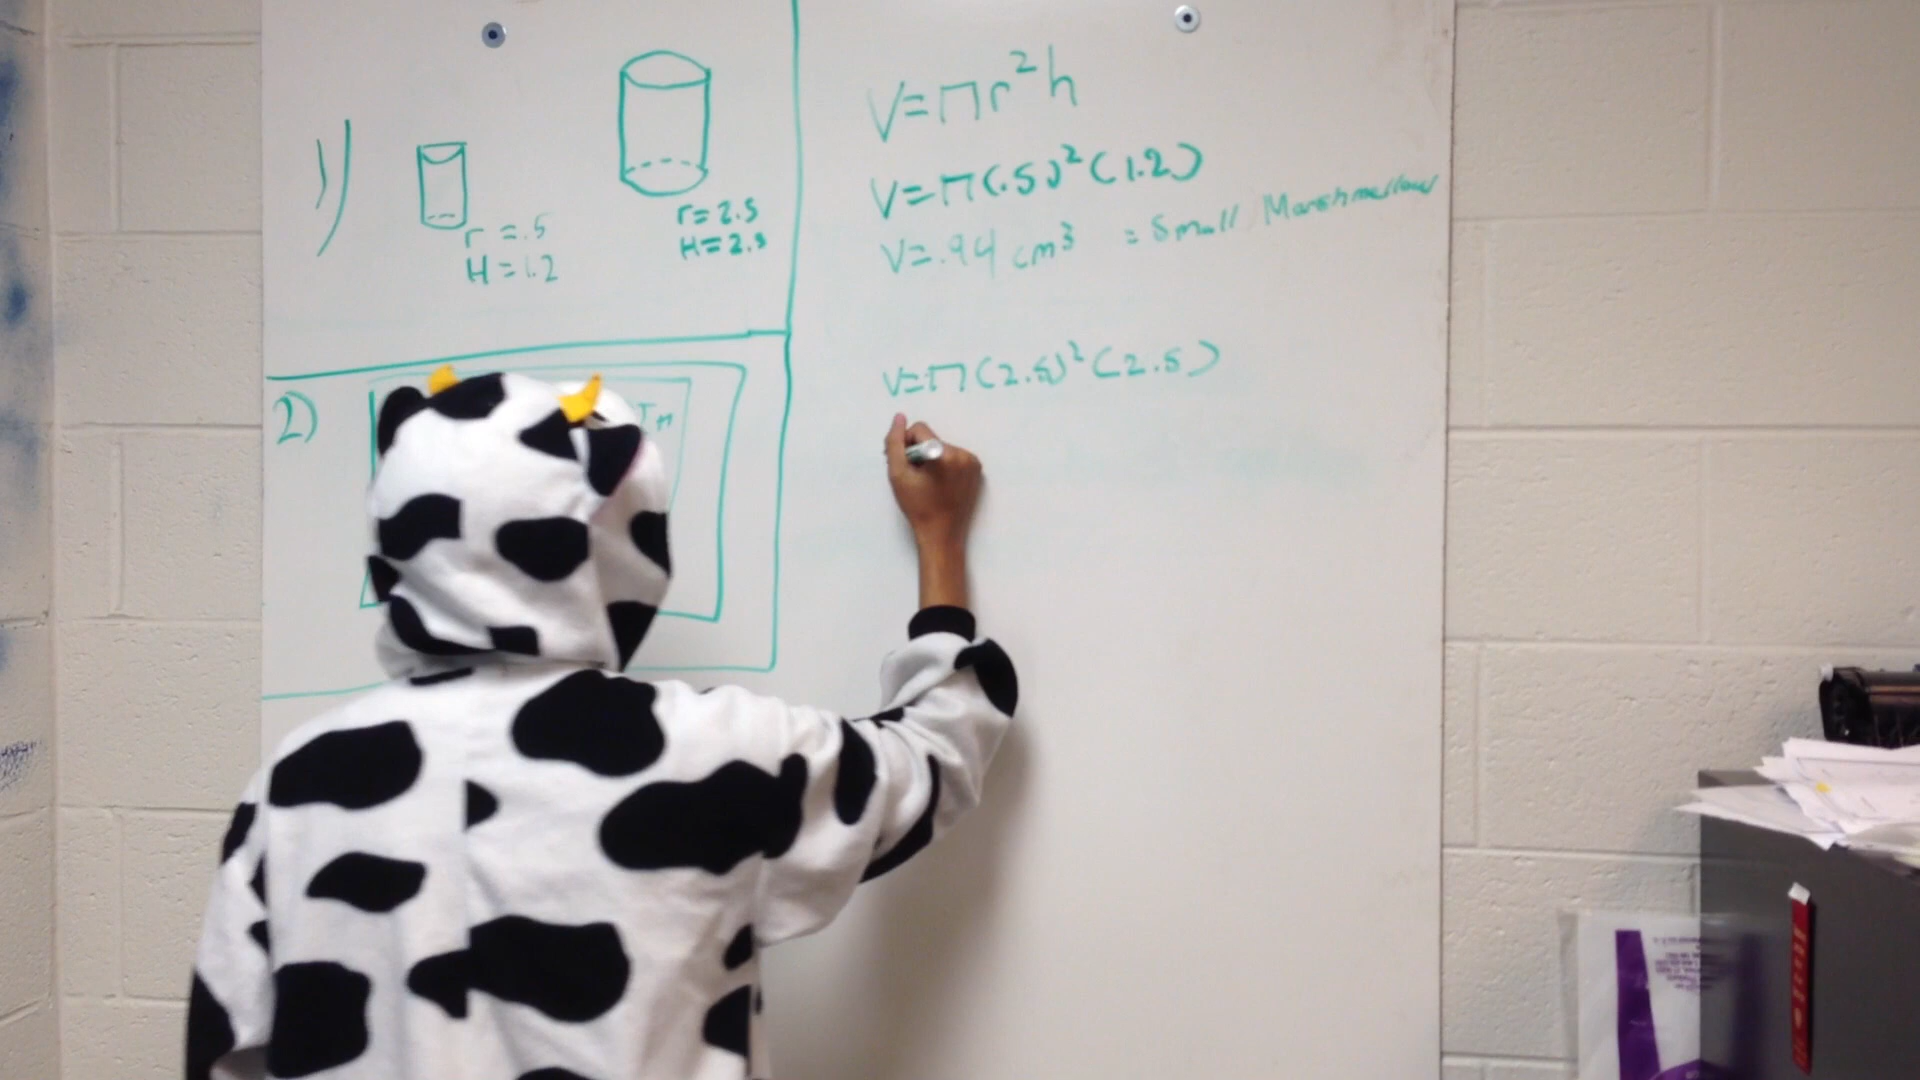 1)
r = .5
H = 1.2
r = 2.5
H = 2.5
2)
V = πr²h
V = π(.5)²(1.2)
V = .94 cm³ = Small Marshmellow
V = π(2.5)²(2.5)